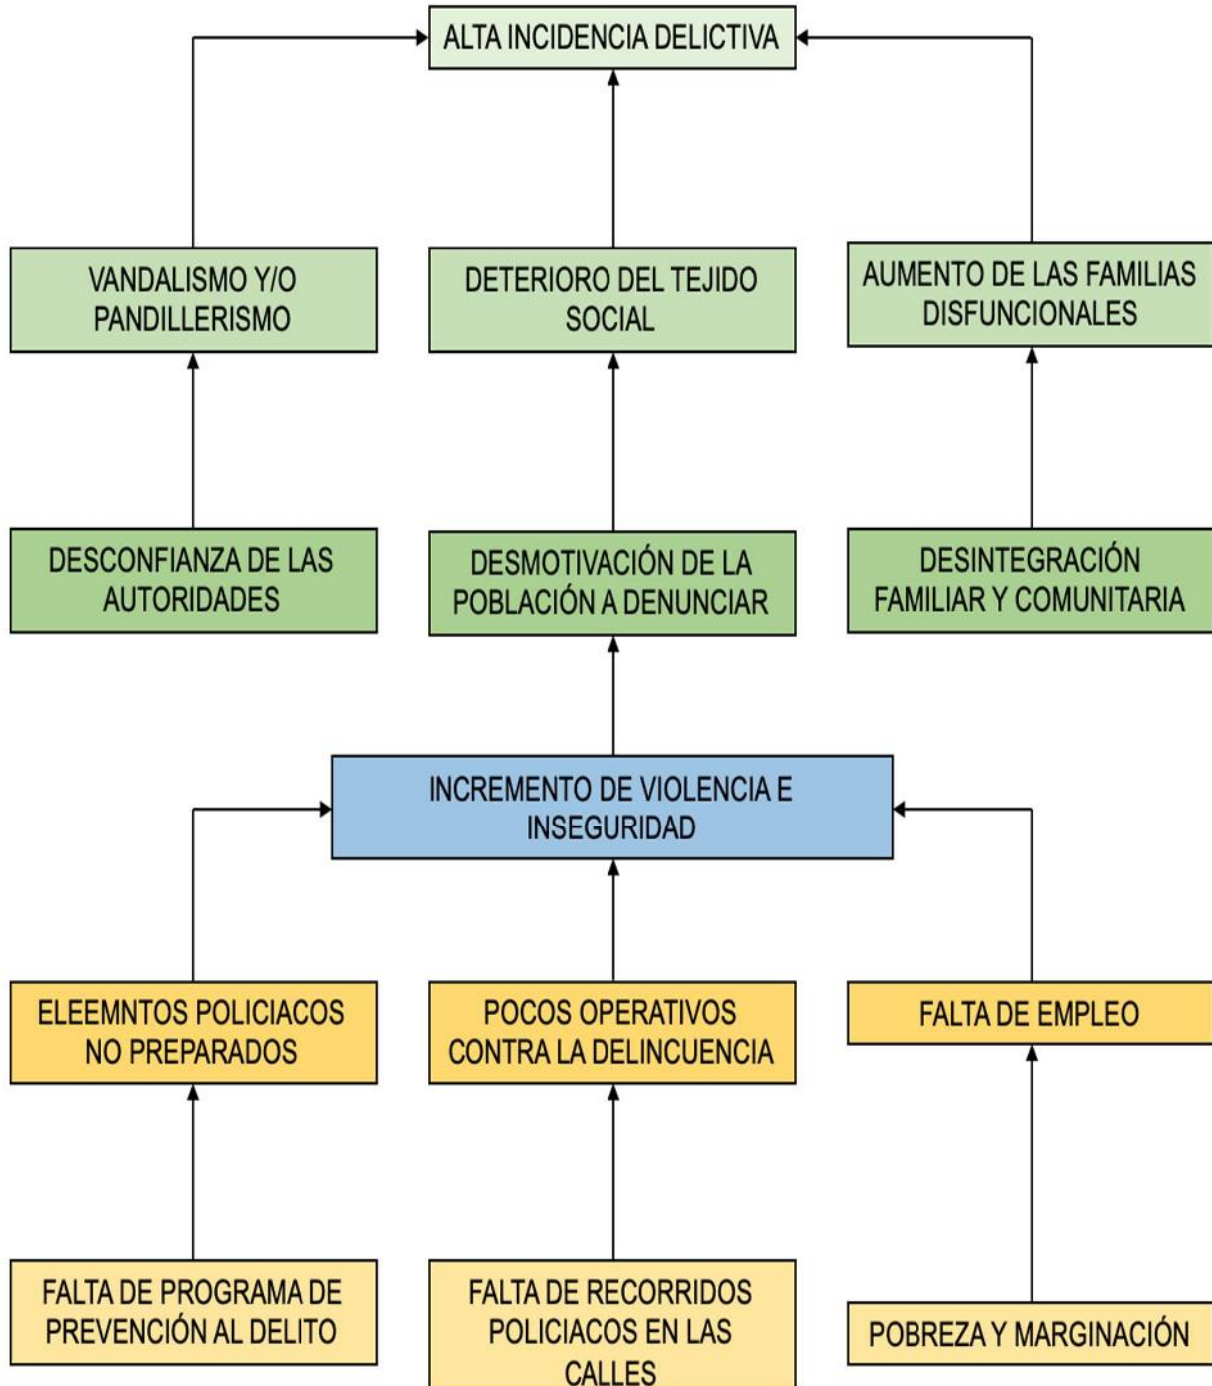 ALTA INCIDENCIA DELICTIVA
VANDALISMO Y/O
PANDILLERISMO
DETERIORO DEL TEJIDO
SOCIAL
AUMENTO DE LAS FAMILIAS
DISFUNCIONALES
DESCONFIANZA DE LAS
AUTORIDADES
DESMOTIVACIÓN DE LA
POBLACIÓN A DENUNCIAR
DESINTEGRACIÓN
FAMILIAR Y COMUNITARIA
INCREMENTO DE VIOLENCIA E
INSEGURIDAD
ELEEMNTOS POLICIACOS
NO PREPARADOS
POCOS OPERATIVOS
CONTRA LA DELINCUENCIA
FALTA DE EMPLEO
FALTA DE PROGRAMA DE
PREVENCIÓN AL DELITO
FALTA DE RECORRIDOS
POLICIACOS EN LAS
CALLES
POBREZA Y MARGINACIÓN